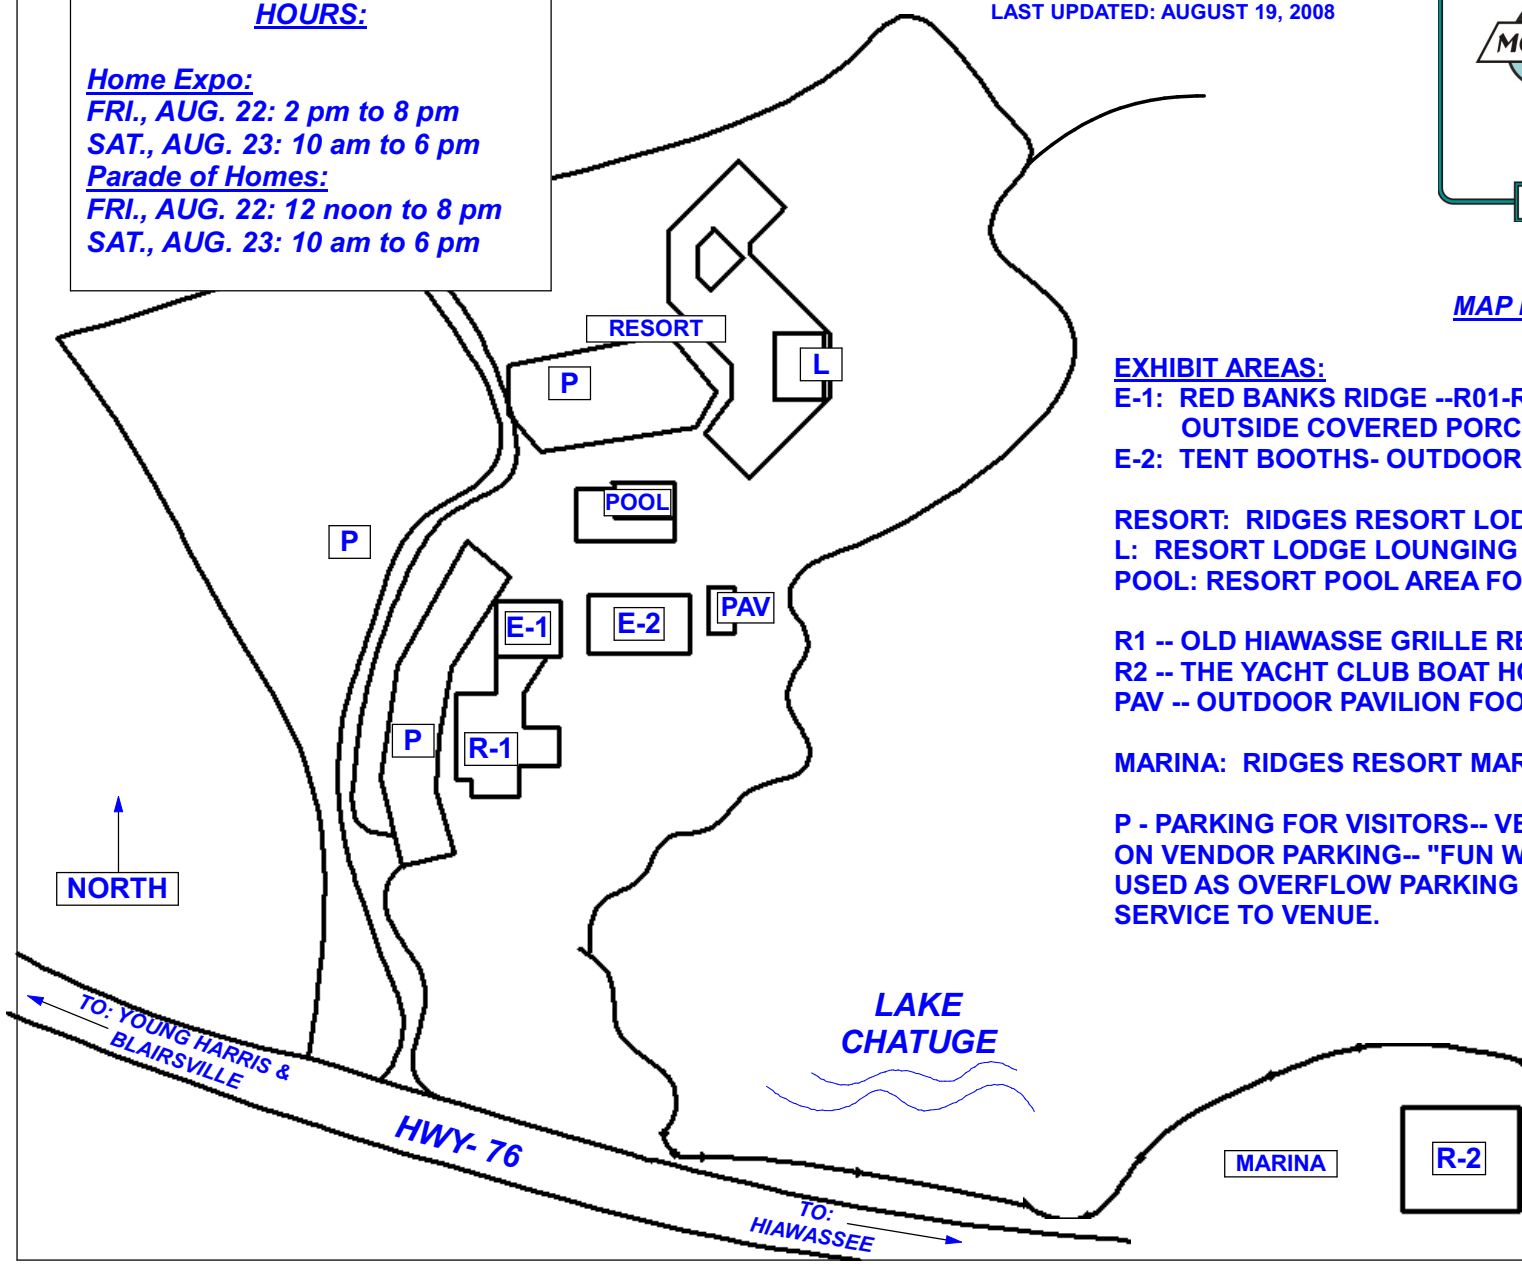 HOURS:
LAST UPDATED: AUGUST 19, 2008
Home Expo:
FRI., AUG. 22: 2 pm to 8 pm
SAT., AUG. 23: 10 am to 6 pm
Parade of Homes:
FRI., AUG. 22: 12 noon to 8 pm
SAT., AUG. 23: 10 am to 6 pm
MAP
EXHIBIT AREAS:
E-1: RED BANKS RIDGE --R01-R
OUTSIDE COVERED PORC
E-2: TENT BOOTHS- OUTDOOR
RESORT: RIDGES RESORT LOD
L: RESORT LODGE LOUNGING
POOL: RESORT POOL AREA FO
R1 -- OLD HIAWASSE GRILLE RE
R2 -- THE YACHT CLUB BOAT HO
PAV -- OUTDOOR PAVILION FOO
MARINA: RIDGES RESORT MAR
P - PARKING FOR VISITORS-- VE
ON VENDOR PARKING-- "FUN W
USED AS OVERFLOW PARKING
SERVICE TO VENUE.
RESORT
L
P
POOL
P
E-1
E-2
PAV
P
R-1
NORTH
TO: YOUNG HARRIS &
BLAIRSVILLE
HWY- 76
LAKE
CHATUGE
TO:
HIAWASSEE
MARINA
R-2